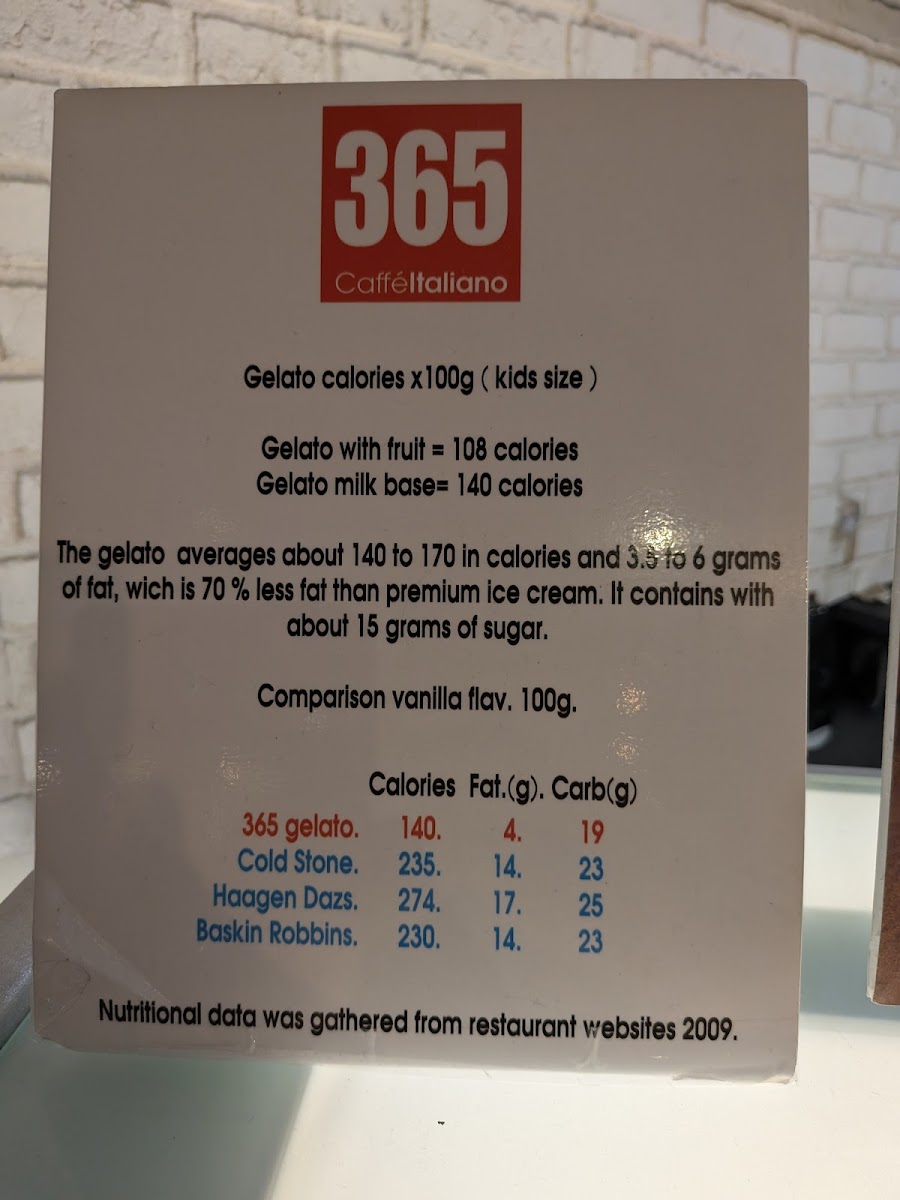 365
CafféItaliano
Gelato calories x100g ( kids size )
Gelato with fruit = 108 calories
Gelato milk base= 140 calories
The gelato averages about 140 to 170 in calories and 3.5 to 6 grams
of fat, wich is 70 % less fat than premium ice cream. It contains with
about 15 grams of sugar.
Comparison vanilla flav. 100g.
Calories Fat.(g). Carb(g)
365 gelato. 140. 4. 19
Cold Stone. 235. 14. 23
Haagen Dazs. 274. 17. 25
Baskin Robbins. 230. 14. 23
Nutritional data was gathered from restaurant websites 2009.